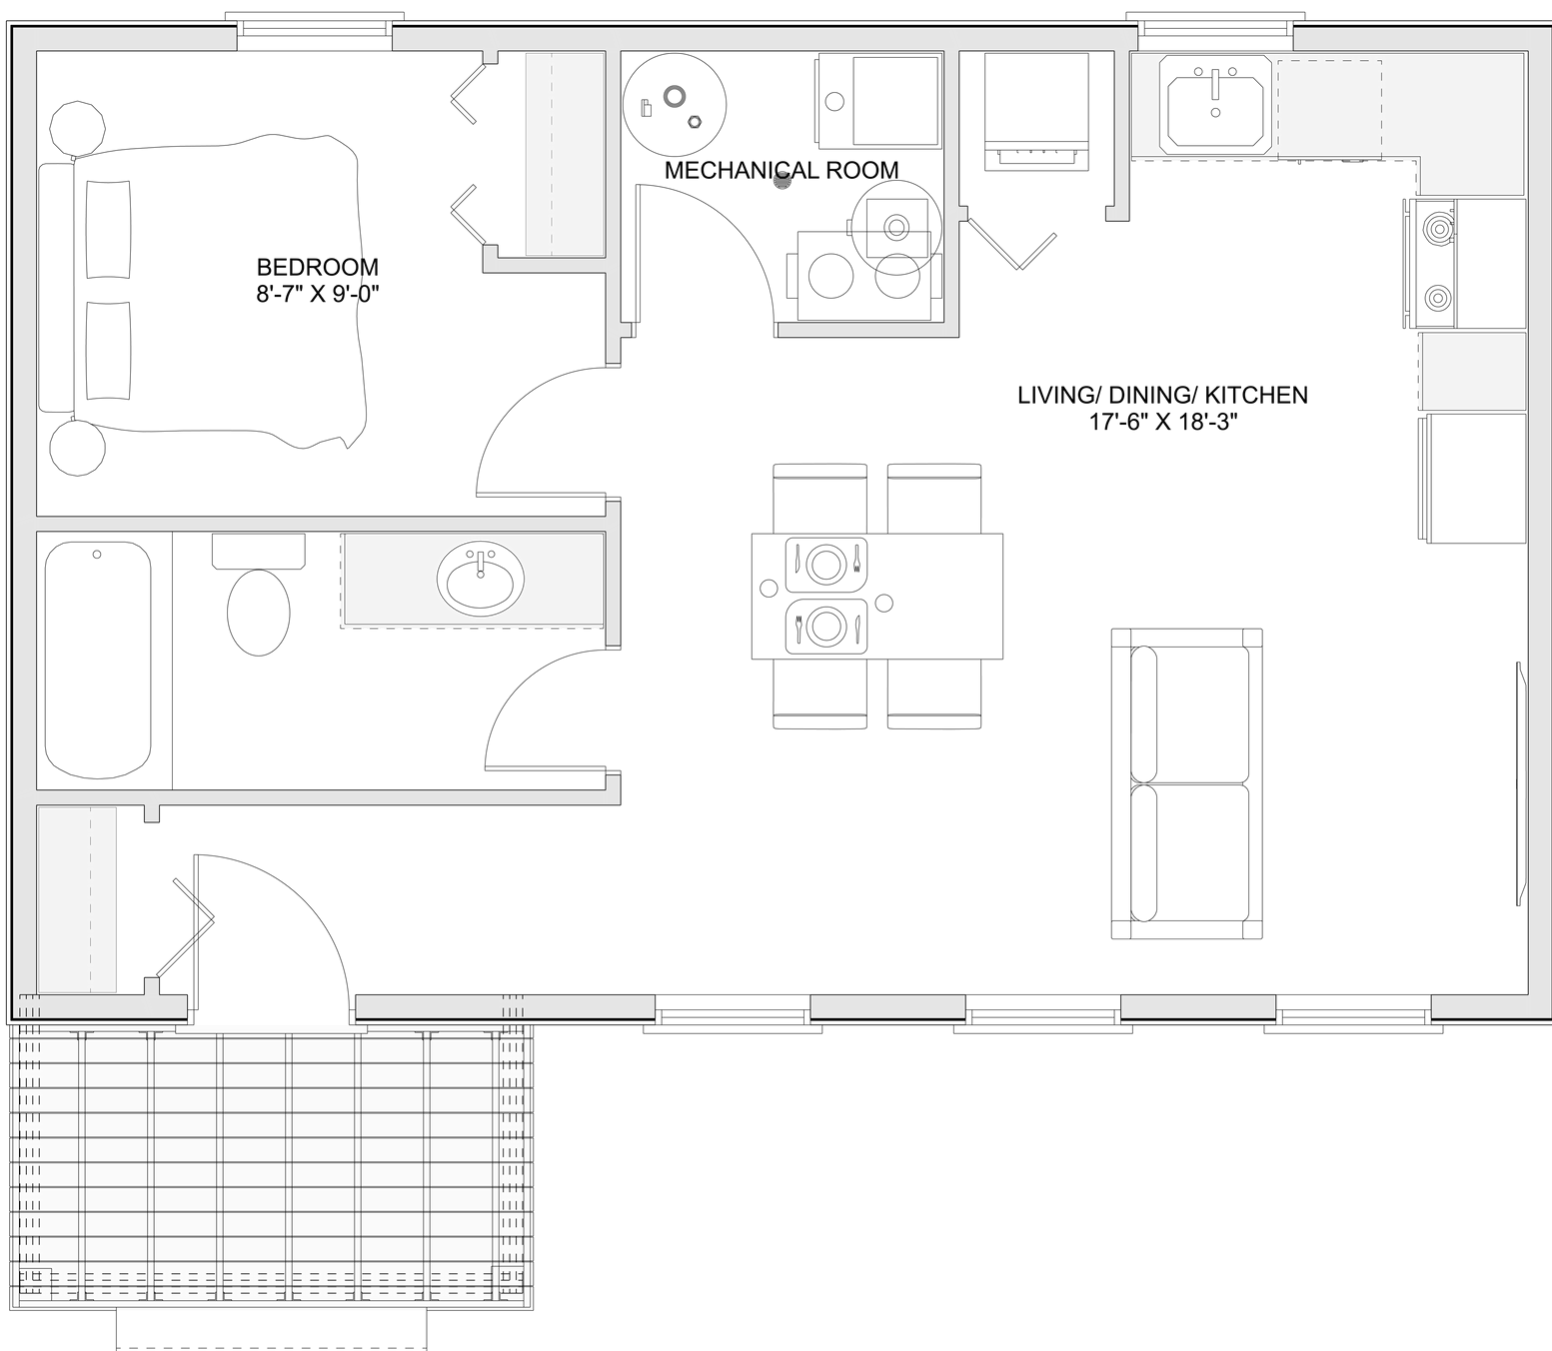 MECHANICAL ROOM
BEDROOM
8'-7" X 9'-0"
LIVING/ DINING/ KITCHEN
17'-6" X 18'-3"